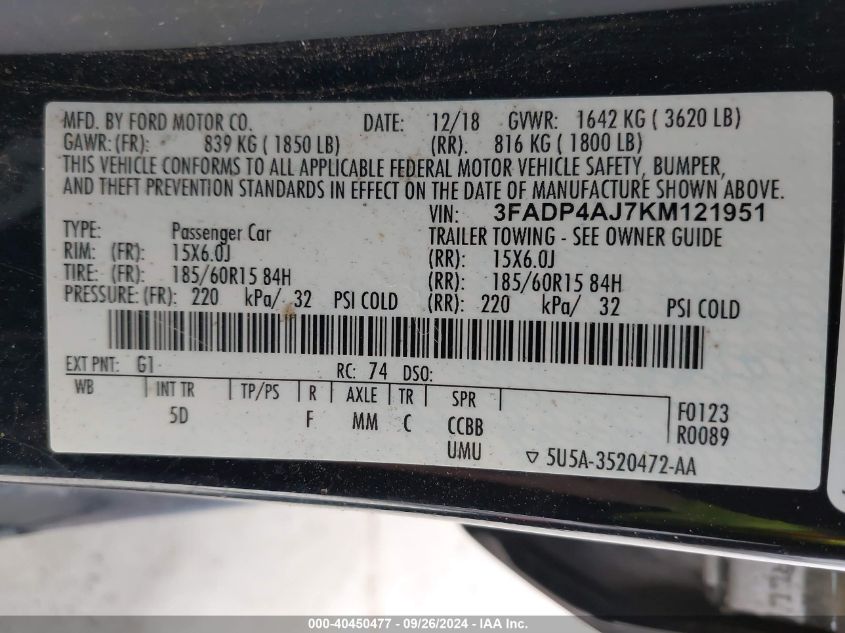 MFD. BY FORD MOTOR CO. DATE: 12/18 GVWR: 1642 KG ( 3620 LB)
GAWR: (FR): 839 KG ( 1850 LB) (RR). 816 KG ( 1800 LB)
THIS VEHICLE CONFORMS TO ALL APPLICABLE FEDERAL MOTOR VEHICLE SAFETY, BUMPER,
AND THEFT PREVENTION STANDARDS IN EFFECT ON THE DATE OF MANUFACTURE SHOWN ABOVE.
VIN: 3FADP4AJ7KM121951
TYPE: Passenger Car TRAILER TOWING - SEE OWNER GUIDE
RIM: (FR): 15X6.0J (RR): 15X6.0J
TIRE: (FR): 185/60R15 84H (RR): 185/60R15 84H
PRESSURE: (FR): 220 kPa/ 32 PSI COLD (RR): 220 kPa/ 32 PSI COLD
EXT PNT: G1 RC: 74 DSO:
WB INT TR TP/PS R AXLE TR SPR
5D F MM C CCBB
UMU
F0123
R0089
▽ 5U5A-3520472-AA
000-40450477 - 09/26/2024 - IAA Inc.